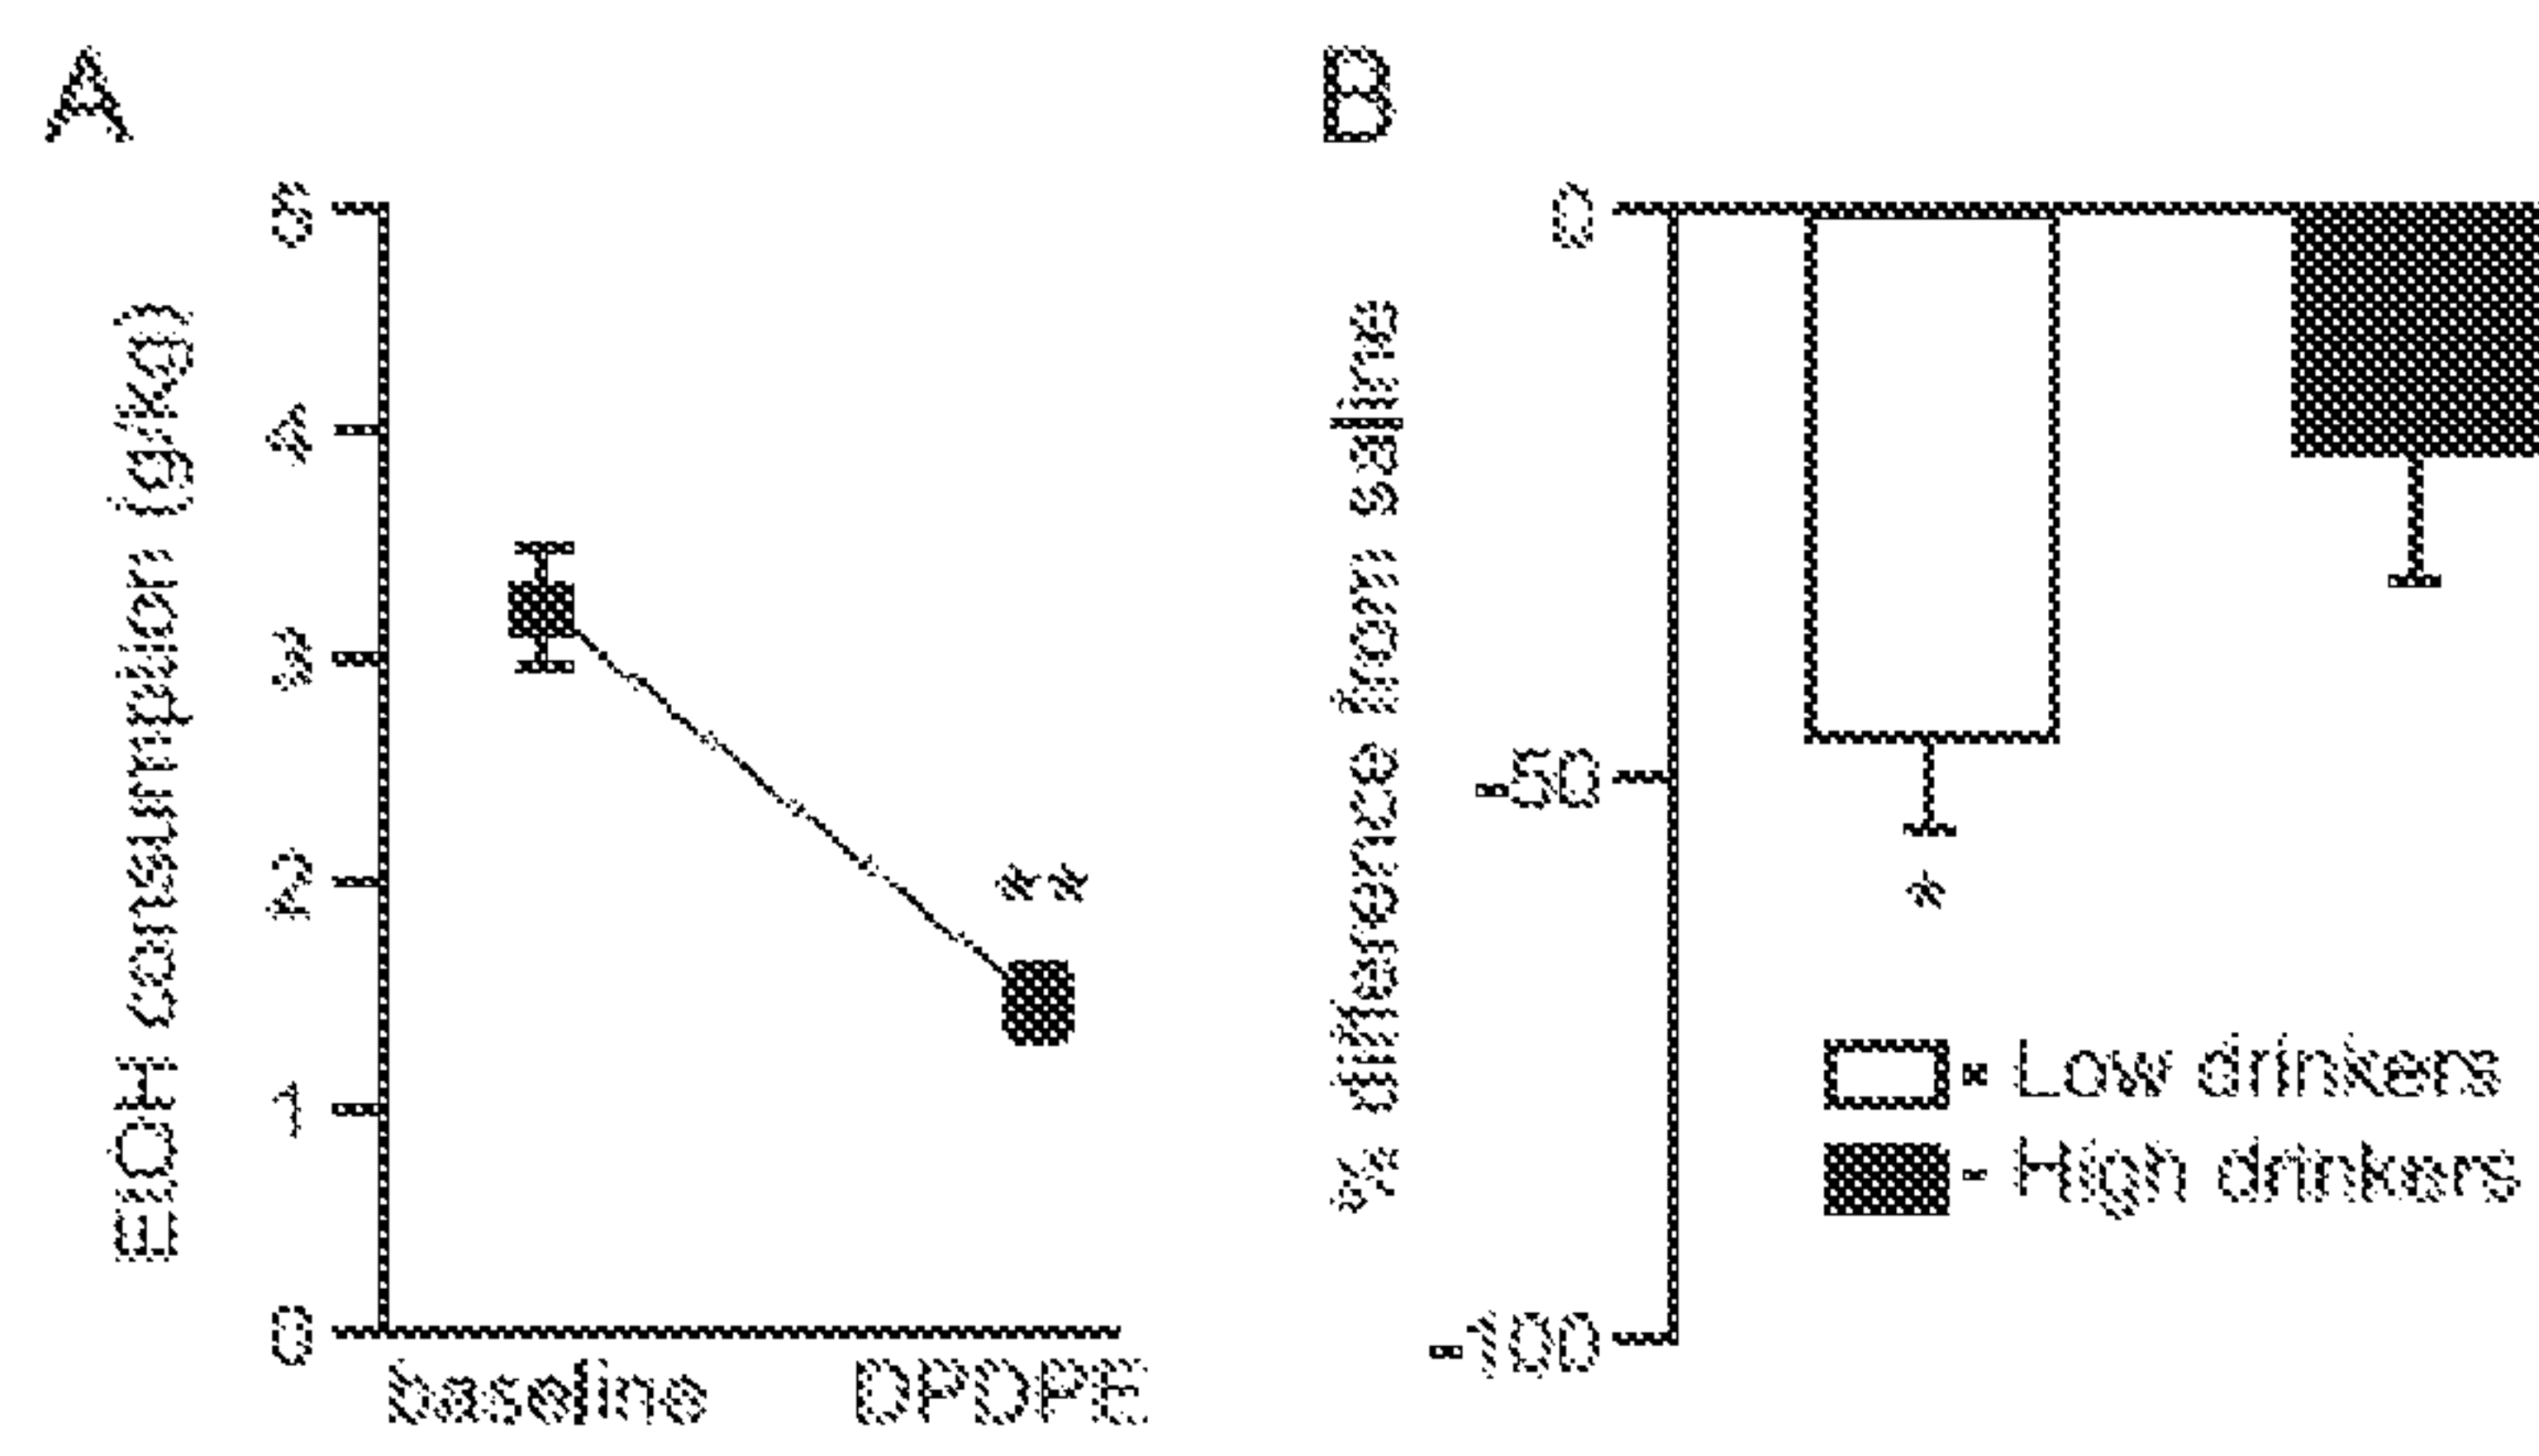 A
EtOH consumption (g/kg)
5
4
3
2
1
0
**
baseline DPDPE
B
% difference from saline
0
-50
-100
*
- Low drinkers
- High drinkers